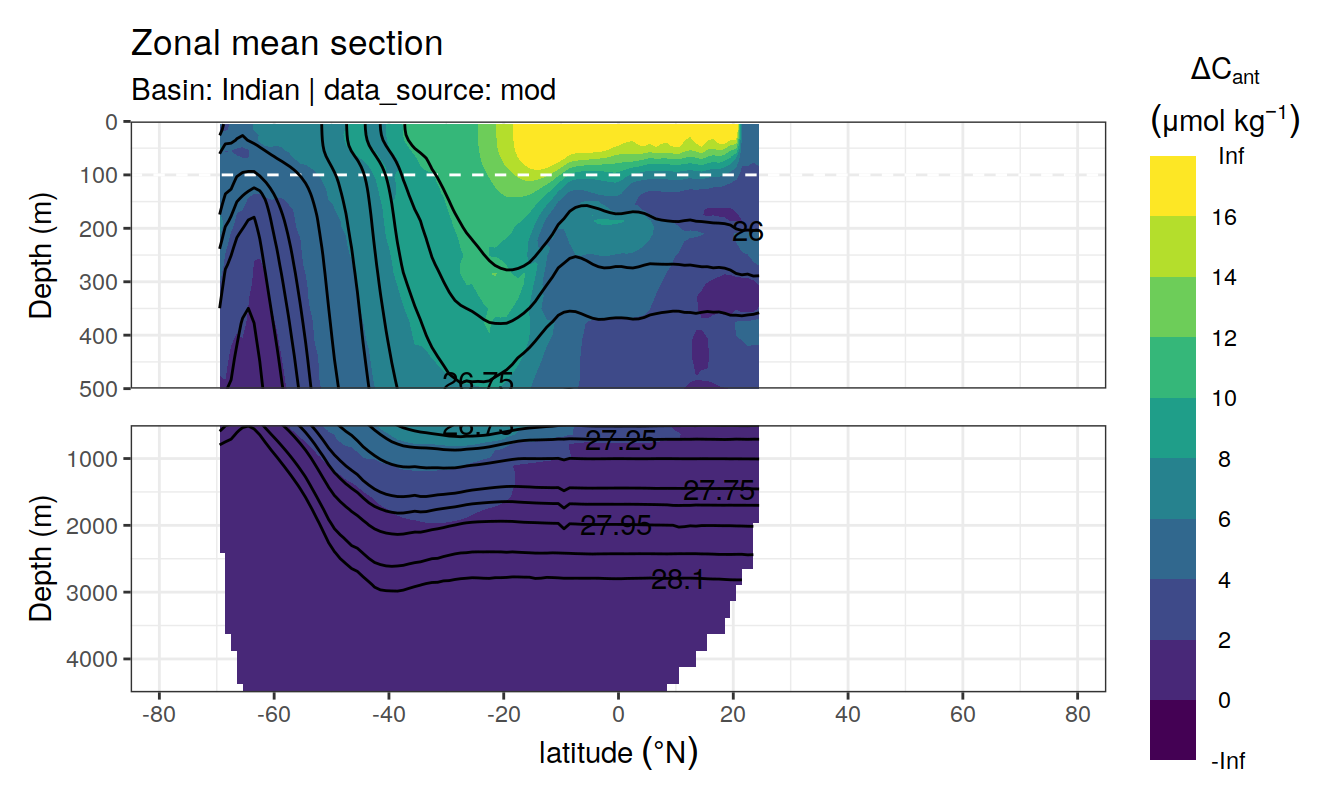 Zonal mean section
Basin: Indian | data_source: mod
ΔCant
(μmol kg⁻¹)
Inf
16
14
12
10
8
6
4
2
0
-Inf
Depth (m)
0
100
200
300
400
500
26
26.75
Depth (m)
1000
2000
3000
4000
26.75
27.25
27.75
27.95
28.1
-80 -60 -40 -20 0 20 40 60 80
latitude (°N)